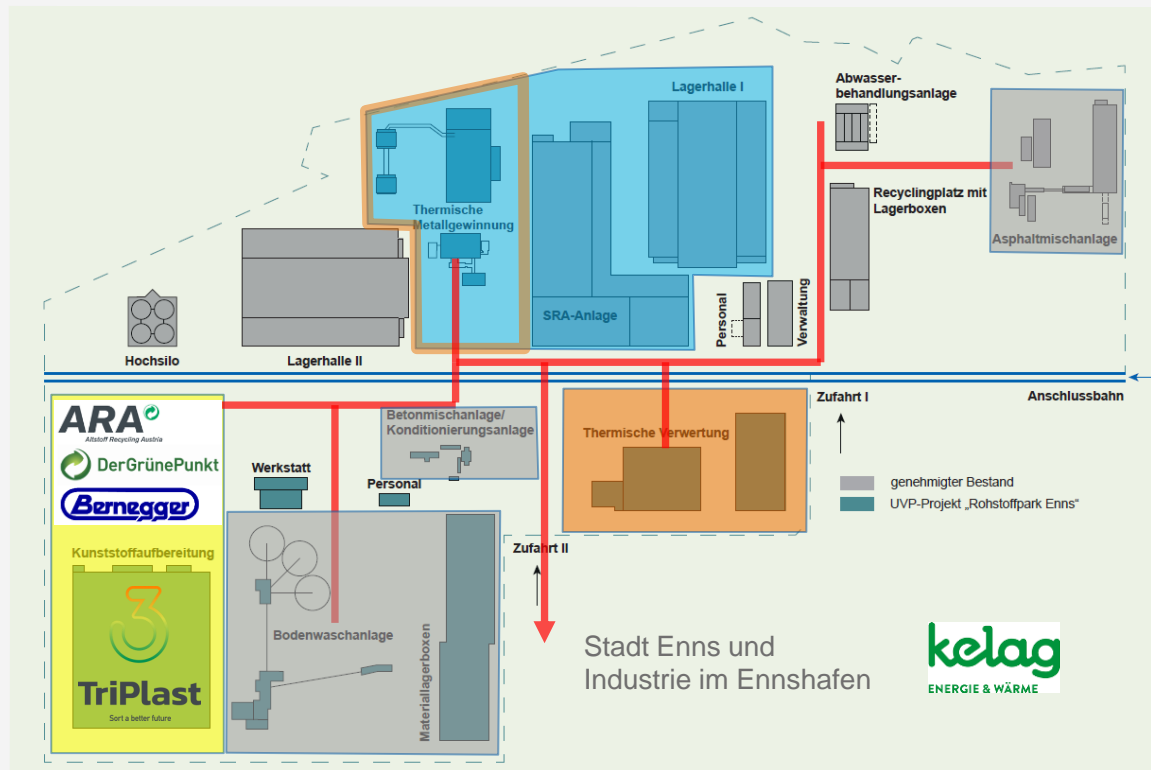 Lagerhalle I
Abwasser-
behandlungsanlage
Thermische
Metallgewinnung
Recyclingplatz mit
Lagerboxen
Asphaltmischanlage
SRA-Anlage
Personal
Verwaltung
Hochsilo
Lagerhalle II
Zufahrt I
Anschlussbahn
ARA
Altstoff Recycling Austria
DerGrünePunkt
Bernegger
Betonmischanlage/
Konditionierungsanlage
Thermische Verwertung
Werkstatt
Personal
genehmigter Bestand
UVP-Projekt „Rohstoffpark Enns“
Kunststoffaufbereitung
Zufahrt II
3
TriPlast
Sort a better future
Bodenwaschanlage
Materiallagerboxen
Stadt Enns und
Industrie im Ennshafen
kelag
ENERGIE & WÄRME